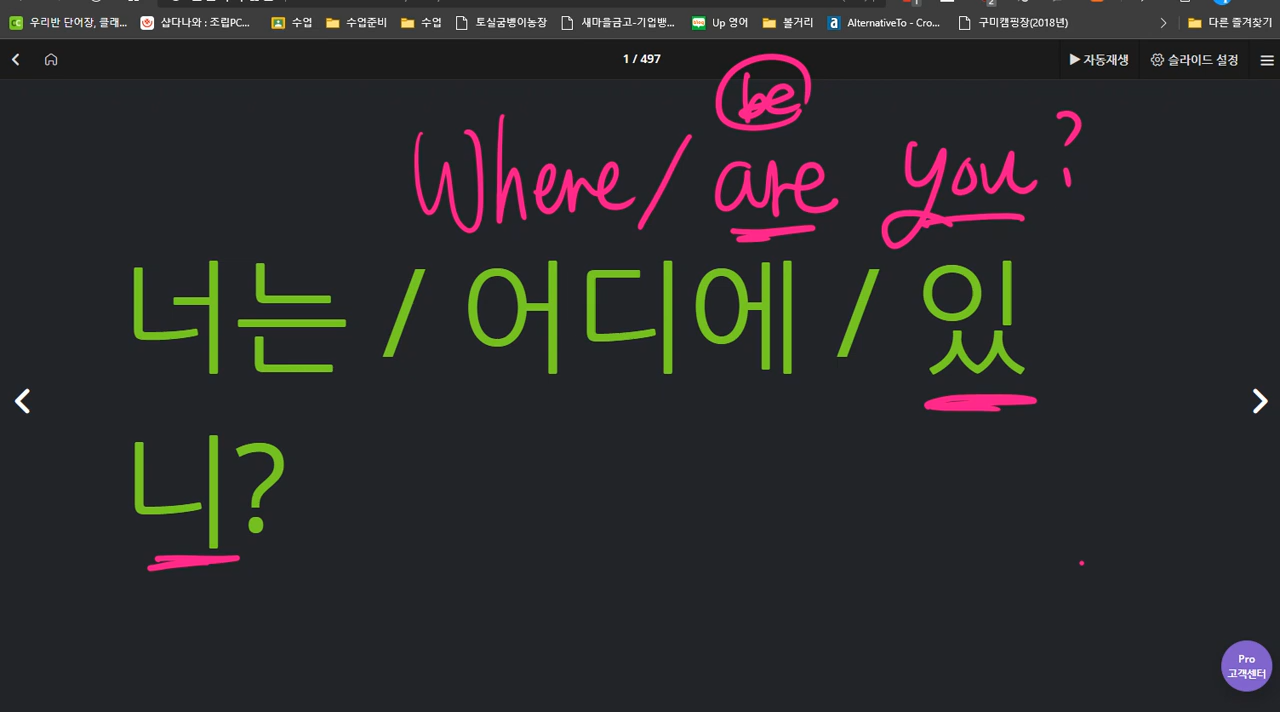 우리반 단어장, 클래...
샵다나와 : 조립PC...
수업
수업준비
수업
토실굼벵이농장
새마을금고-기업뱅...
Up 영어
볼거리
AlternativeTo - Cro...
구미캠핑장(2018년)
다른 즐겨찾기
1 / 497
자동재생
슬라이드 설정
be
Where / are you?
너는 / 어디에 / 있
니?
Pro
고객센터